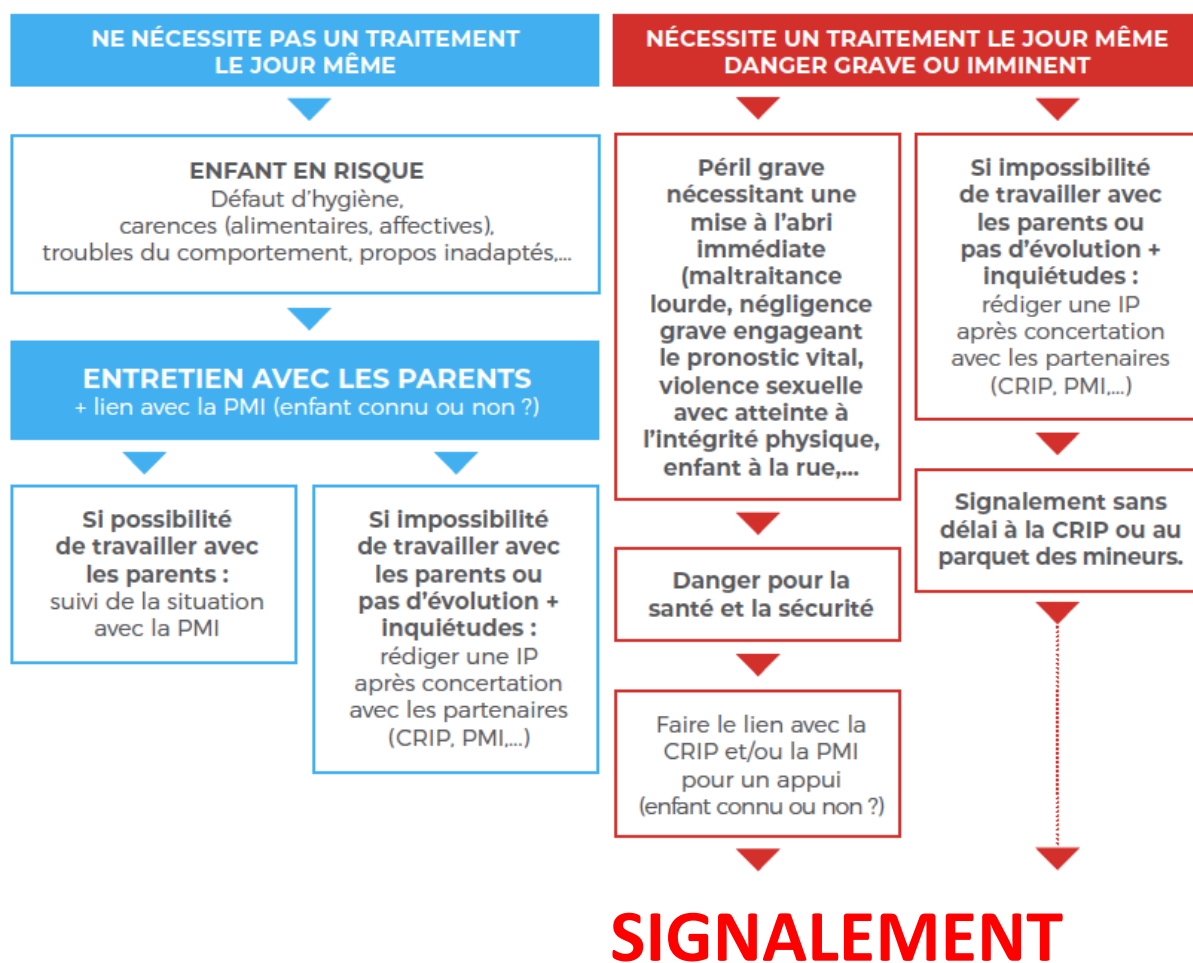 NE NÉCESSITE PAS UN TRAITEMENT
LE JOUR MÊME
ENFANT EN RISQUE
Défaut d'hygiène,
carences (alimentaires, affectives),
troubles du comportement, propos inadaptés,...
ENTRETIEN AVEC LES PARENTS
+ lien avec la PMI (enfant connu ou non ?)
Si possibilité
de travailler avec
les parents :
suivi de la situation
avec la PMI
Si impossibilité
de travailler avec
les parents ou
pas d'évolution +
inquiétudes :
rédiger une IP
après concertation
avec les partenaires
(CRIP, PMI,...)
NÉCESSITE UN TRAITEMENT LE JOUR MÊME
DANGER GRAVE OU IMMINENT
Péril grave
nécessitant une
mise à l'abri
immédiate
(maltraitance
lourde, négligence
grave engageant
le pronostic vital,
violence sexuelle
avec atteinte à
l'intégrité physique,
enfant à la rue,...
Danger pour la
santé et la sécurité
Faire le lien avec la
CRIP et/ou la PMI
pour un appui
(enfant connu ou non ?)
Si impossibilité
de travailler avec
les parents ou
pas d'évolution +
inquiétudes :
rédiger une IP
après concertation
avec les partenaires
(CRIP, PMI,...)
Signalement sans
délai à la CRIP ou au
parquet des mineurs.
SIGNALEMENT